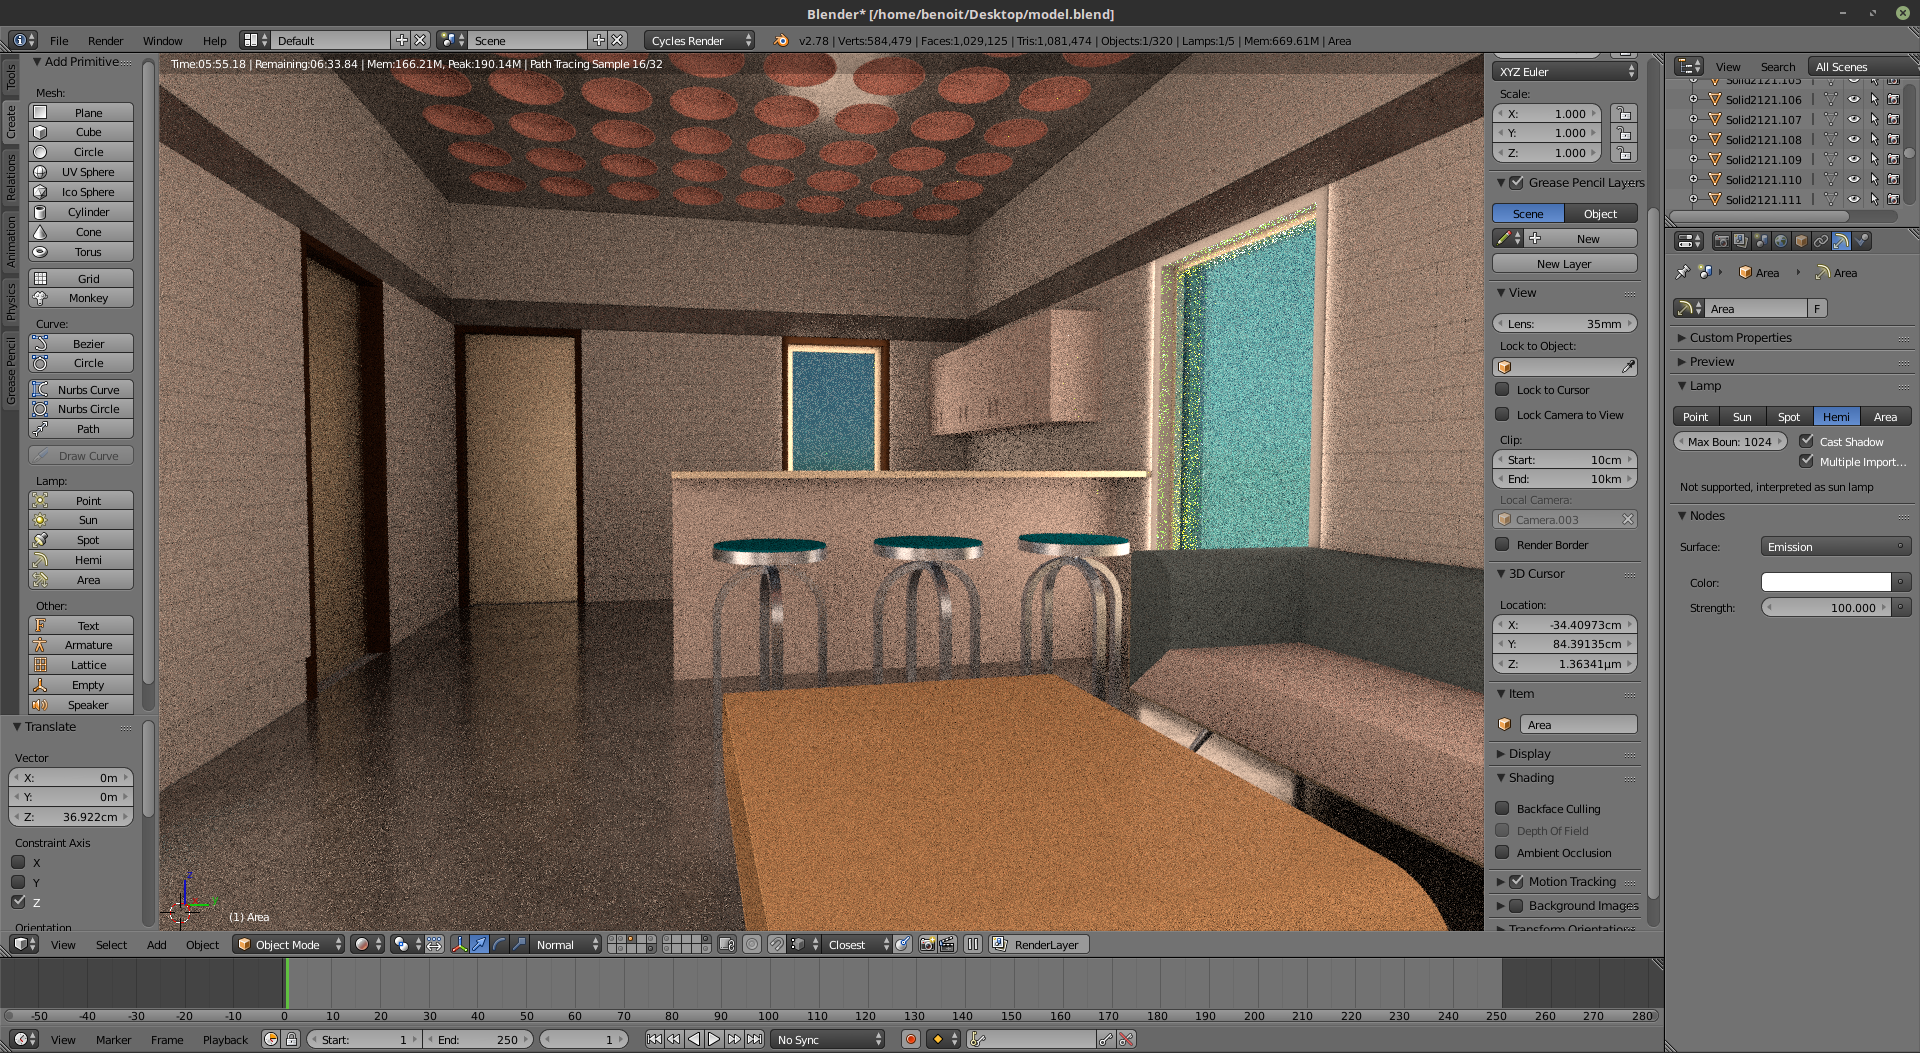 Blender* [/home/benoit/Desktop/model.blend]
File Render Window Help Default Scene Cycles Render v2.78 | Verts:584,479 | Faces:1,029,125 | Tris:1,081,474 | Objects:1/320 | Lamps:1/5 | Mem:669.61M | Area
Time:05:55.18 | Remaining:06:33.84 | Mem:166.21M, Peak:190.14M | Path Tracing Sample 16/32
Tools
Create
Relations
Animation
Physics
Grease Pencil
Add Primitive
Mesh:
Plane
Cube
Circle
UV Sphere
Ico Sphere
Cylinder
Cone
Torus
Grid
Monkey
Curve:
Bezier
Circle
Nurbs Curve
Nurbs Circle
Path
Draw Curve
Lamp:
Point
Sun
Spot
Hemi
Area
Other:
Text
Armature
Lattice
Empty
Speaker
Translate
Vector
X: 0m
Y: 0m
Z: 36.922cm
Constraint Axis
X
Y
Z
Orientation
(1) Area
XYZ Euler
Scale:
X: 1.000
Y: 1.000
Z: 1.000
Grease Pencil Layers
Scene Object
New
New Layer
View
Lens: 35mm
Lock to Object:
Lock to Cursor
Lock Camera to View
Clip:
Start: 10cm
End: 10km
Local Camera:
Camera.003
Render Border
3D Cursor
Location:
X: -34.40973cm
Y: 84.39135cm
Z: 1.36341µm
Item
Area
Display
Shading
Backface Culling
Depth Of Field
Ambient Occlusion
Motion Tracking
Background Images
Transform Orientations
View Search All Scenes
Solid2121.105
Solid2121.106
Solid2121.107
Solid2121.108
Solid2121.109
Solid2121.110
Solid2121.111
Area Area
Area F
Custom Properties
Preview
Lamp
Point Sun Spot Hemi Area
Max Boun: 1024 Cast Shadow
Multiple Import...
Not supported, interpreted as sun lamp
Nodes
Surface: Emission
Color:
Strength: 100.000
View Select Add Object Object Mode Normal Closest RenderLayer
-50 -40 -30 -20 -10 0 10 20 30 40 50 60 70 80 90 100 110 120 130 140 150 160 170 180 190 200 210 220 230 240 250 260 270 280
View Marker Frame Playback Start: 1 End: 250 1 No Sync